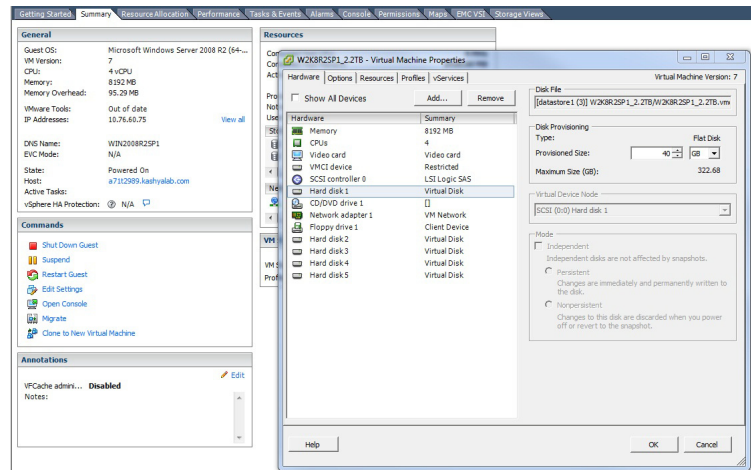 Getting Started Summary Resource Allocation Performance Tasks & Events Alarms Console Permissions Maps EMC VSI Storage Views
General
Guest OS: Microsoft Windows Server 2008 R2 (64-...
VM Version: 7
CPU: 4 vCPU
Memory: 8192 MB
Memory Overhead: 95.29 MB
VMware Tools: Out of date
IP Addresses: 10.76.60.75 View all
DNS Name: WIN2008R2SP1
EVC Mode: N/A
State: Powered On
Host: a71t2989.kashyalab.com
Active Tasks:
vSphere HA Protection: N/A
Commands
Shut Down Guest
Suspend
Restart Guest
Edit Settings
Open Console
Migrate
Clone to New Virtual Machine
Annotations
Edit
VFCache admini... Disabled
Notes:
Resources
W2K8R2SP1_2.2TB - Virtual Machine Properties
Hardware Options Resources Profiles vServices Virtual Machine Version: 7
Show All Devices Add... Remove
Hardware Summary
Memory 8192 MB
CPUs 4
Video card Video card
VMCI device Restricted
SCSI controller 0 LSI Logic SAS
Hard disk 1 Virtual Disk
CD/DVD drive 1 []
Network adapter 1 VM Network
Floppy drive 1 Client Device
Hard disk 2 Virtual Disk
Hard disk 3 Virtual Disk
Hard disk 4 Virtual Disk
Hard disk 5 Virtual Disk
Disk File
[datastore1 (3)] W2K8R2SP1_2.2TB/W2K8R2SP1_2.2TB.vm
Disk Provisioning
Type: Flat Disk
Provisioned Size: 40 GB
Maximum Size (GB): 322.68
Virtual Device Node
SCSI (0:0) Hard disk 1
Mode
Independent
Independent disks are not affected by snapshots.
Persistent
Changes are immediately and permanently written to
the disk.
Nonpersistent
Changes to this disk are discarded when you power
off or revert to the snapshot.
Help OK Cancel